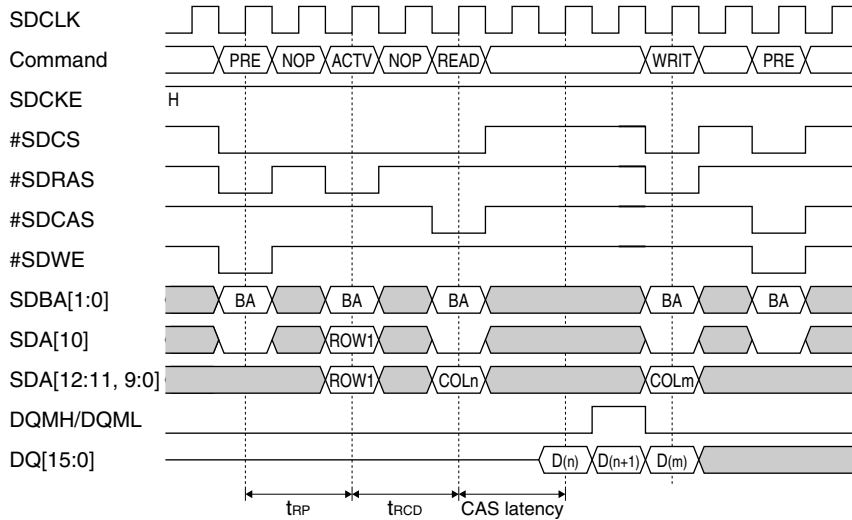 SDCLK
Command PRE NOP ACTV NOP READ WRIT PRE
SDCKE H
#SDCS
#SDRAS
#SDCAS
#SDWE
SDBA[1:0] BA BA BA BA BA
SDA[10] ROW1
SDA[12:11, 9:0] ROW1 COLn COLm
DQMH/DQML
DQ[15:0] D(n) D(n+1) D(m)
tRP tRCD CAS latency